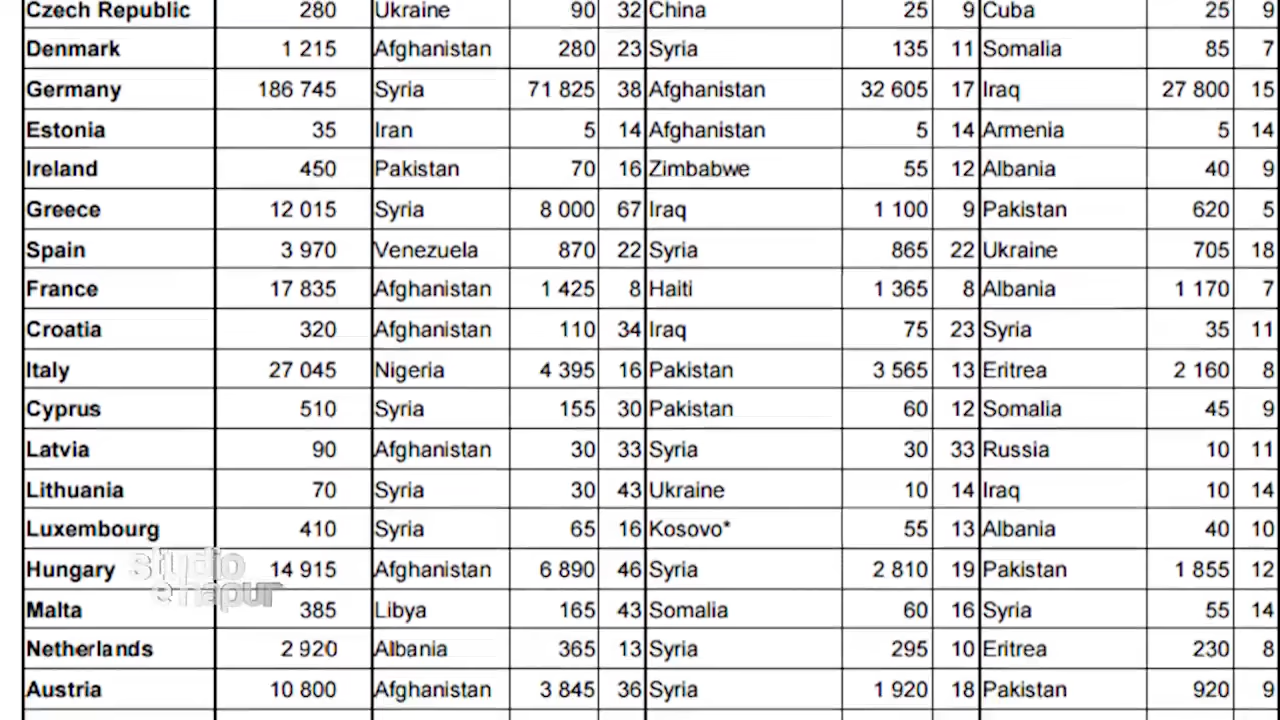 Czech Republic 280 Ukraine 90 32 China 25 9 Cuba 25 9
Denmark 1 215 Afghanistan 280 23 Syria 135 11 Somalia 85 7
Germany 186 745 Syria 71 825 38 Afghanistan 32 605 17 Iraq 27 800 15
Estonia 35 Iran 5 14 Afghanistan 5 14 Armenia 5 14
Ireland 450 Pakistan 70 16 Zimbabwe 55 12 Albania 40 9
Greece 12 015 Syria 8 000 67 Iraq 1 100 9 Pakistan 620 5
Spain 3 970 Venezuela 870 22 Syria 865 22 Ukraine 705 18
France 17 835 Afghanistan 1 425 8 Haiti 1 365 8 Albania 1 170 7
Croatia 320 Afghanistan 110 34 Iraq 75 23 Syria 35 11
Italy 27 045 Nigeria 4 395 16 Pakistan 3 565 13 Eritrea 2 160 8
Cyprus 510 Syria 155 30 Pakistan 60 12 Somalia 45 9
Latvia 90 Afghanistan 30 33 Syria 30 33 Russia 10 11
Lithuania 70 Syria 30 43 Ukraine 10 14 Iraq 10 14
Luxembourg 410 Syria 65 16 Kosovo* 55 13 Albania 40 10
Hungary 14 915 Afghanistan 6 890 46 Syria 2 810 19 Pakistan 1 855 12
studio
e hapur
Malta 385 Libya 165 43 Somalia 60 16 Syria 55 14
Netherlands 2 920 Albania 365 13 Syria 295 10 Eritrea 230 8
Austria 10 800 Afghanistan 3 845 36 Syria 1 920 18 Pakistan 920 9